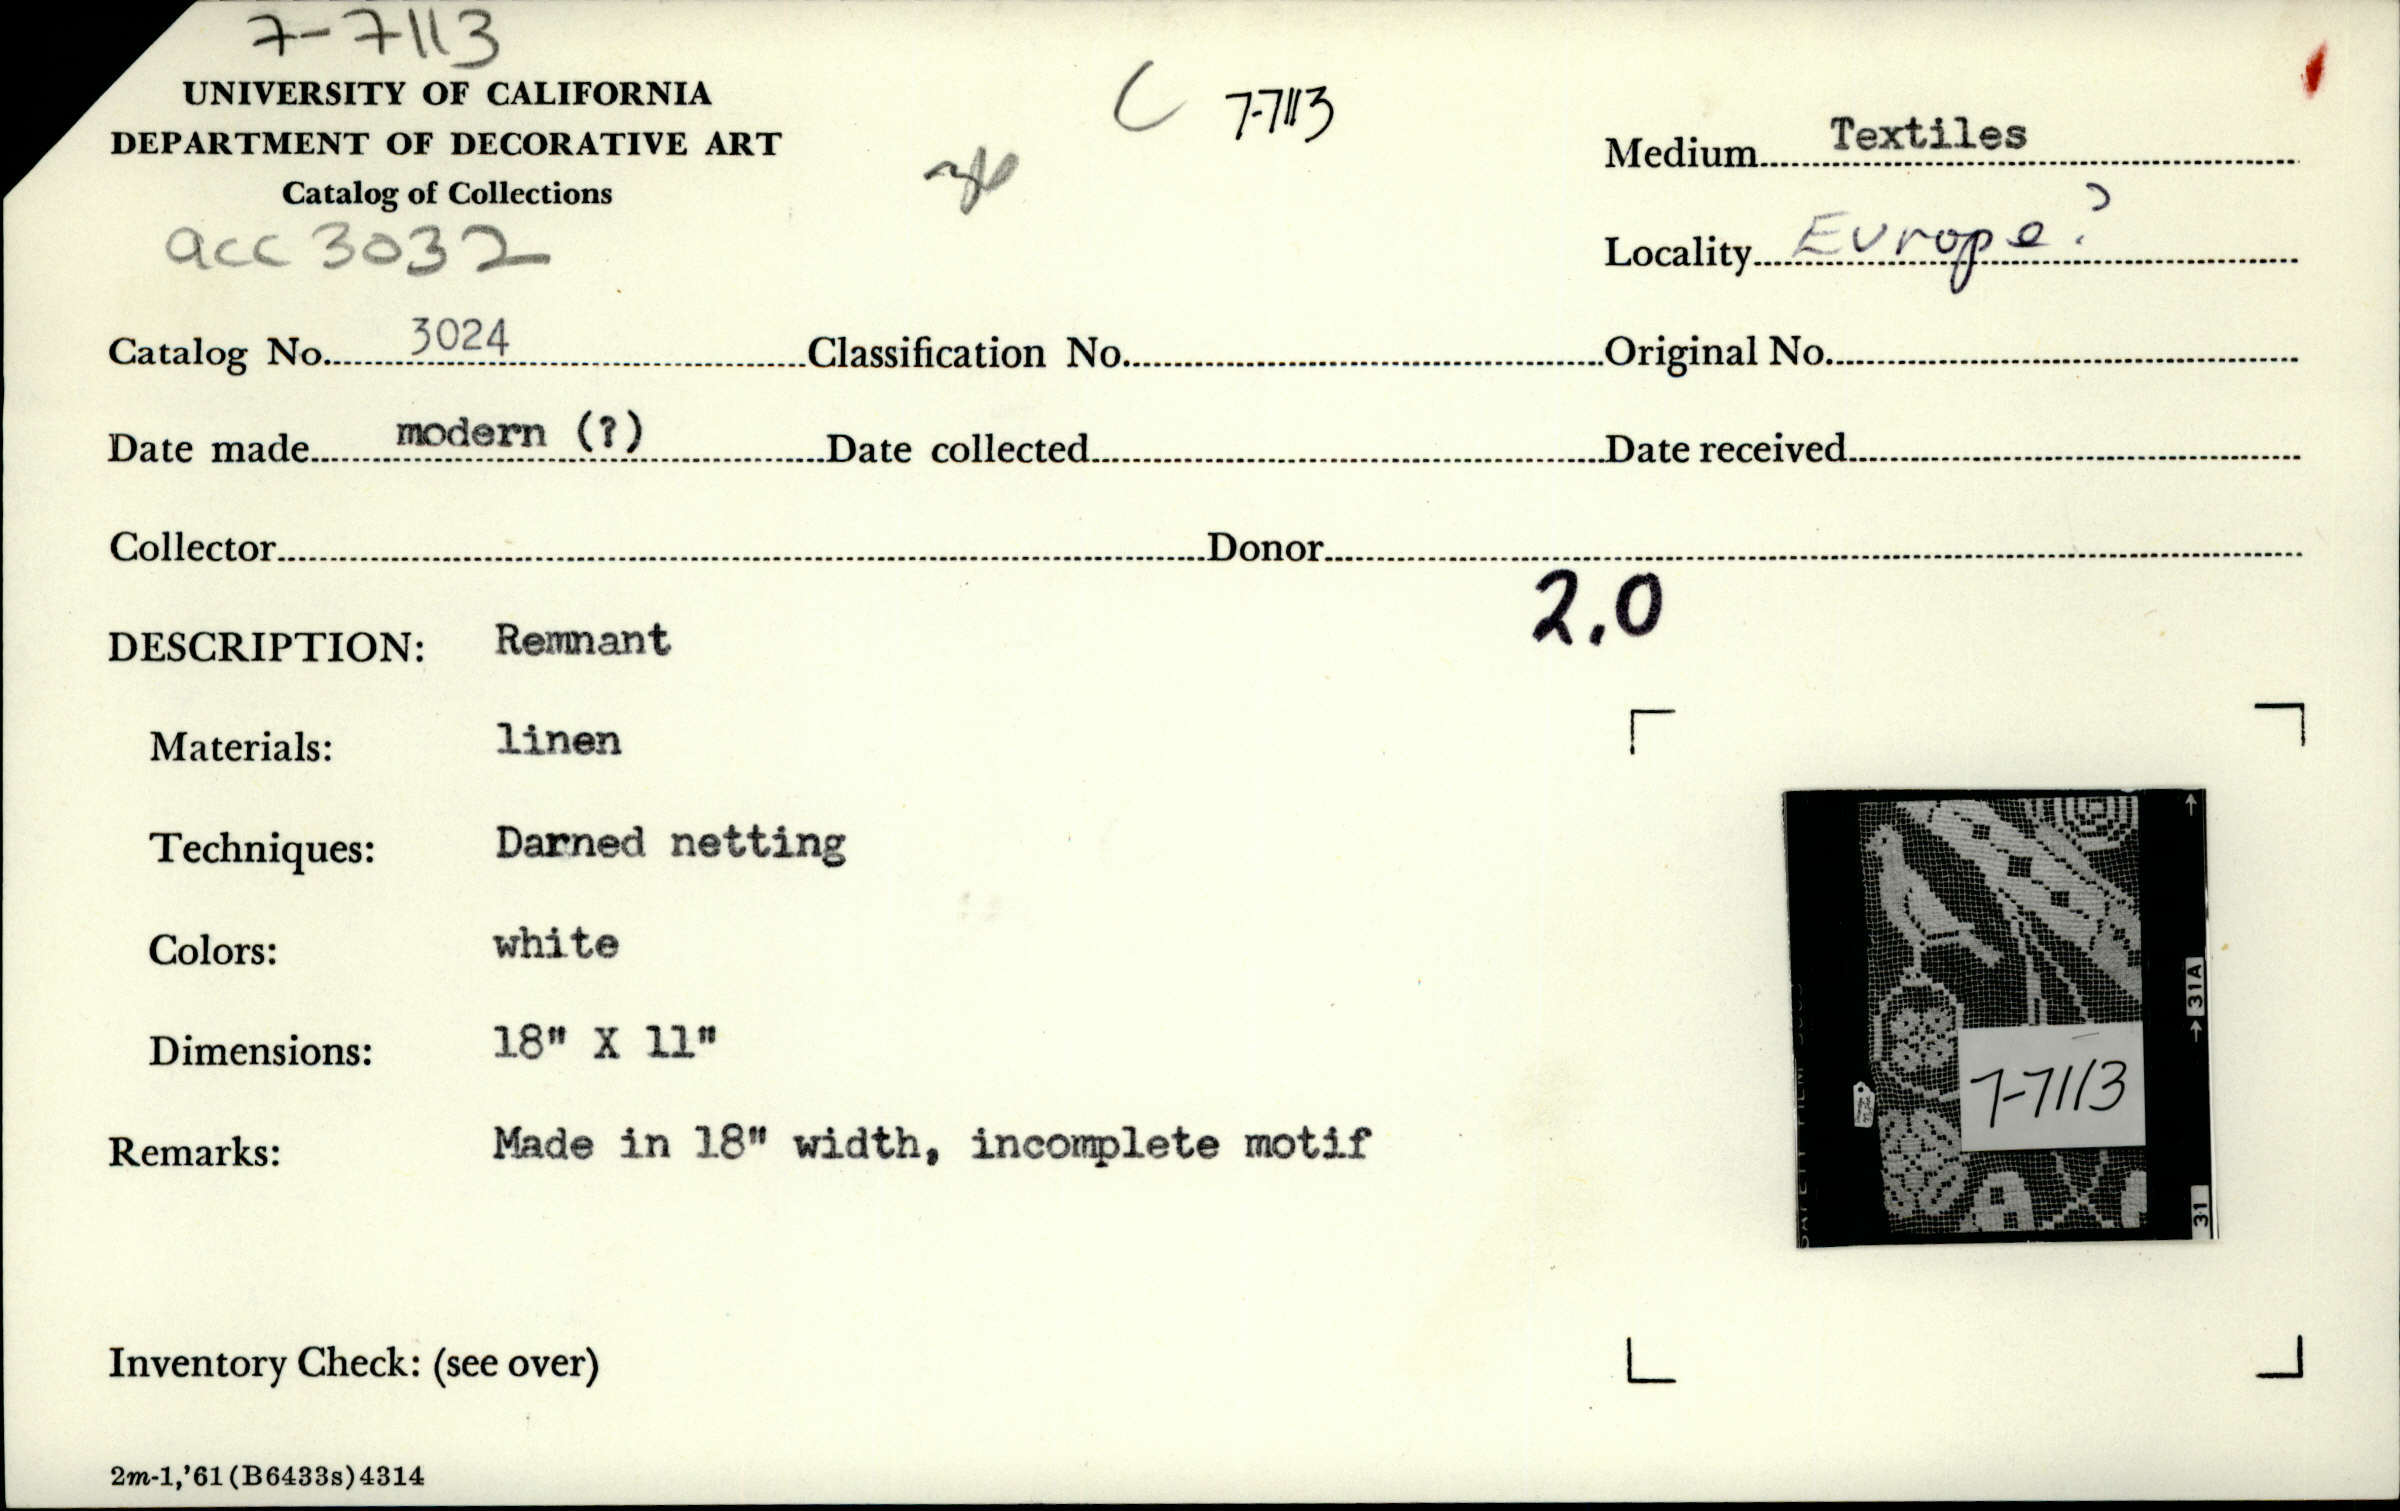 7-7113
UNIVERSITY OF CALIFORNIA
DEPARTMENT OF DECORATIVE ART
Catalog of Collections
acc 3032
C 7-7113
Medium Textiles
Locality Europe?
Catalog No. 3024 Classification No. Original No.
Date made modern (?) Date collected Date received
Collector Donor
2.0
DESCRIPTION: Remnant
Materials: linen
Techniques: Darned netting
Colors: white
Dimensions: 18" X 11"
Remarks: Made in 18" width, incomplete motif
7-7113
31A
31
Inventory Check: (see over)
2m-1,'61(B6433s)4314